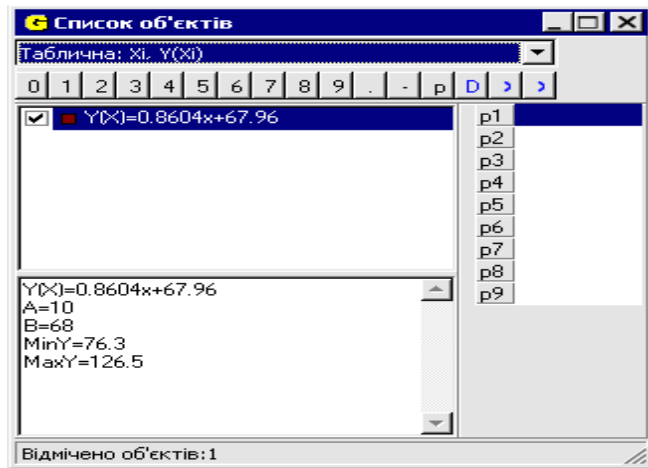 Список об'єктів
Таблична: Xi, Y(Xi)
0 1 2 3 4 5 6 7 8 9 . - p D
Y(X)=0.8604x+67.96
p1
p2
p3
p4
p5
p6
p7
p8
p9
Y(X)=0.8604x+67.96
A=10
B=68
MinY=76.3
MaxY=126.5
Відмічено об'єктів:1